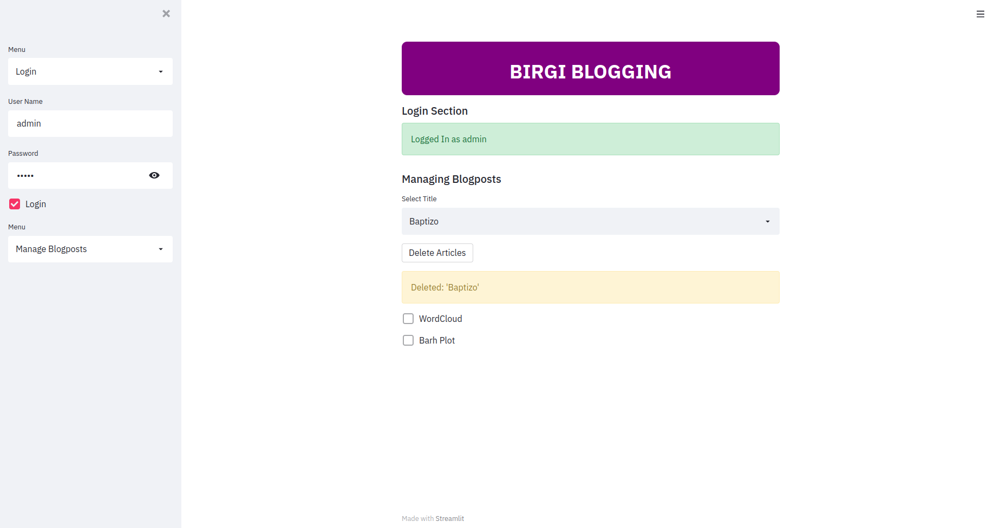 Menu
Login
User Name
admin
Password
•••••
Login
Menu
Manage Blogposts
BIRGI BLOGGING
Login Section
Logged In as admin
Managing Blogposts
Select Title
Baptizo
Delete Articles
Deleted: 'Baptizo'
WordCloud
Barh Plot
Made with Streamlit